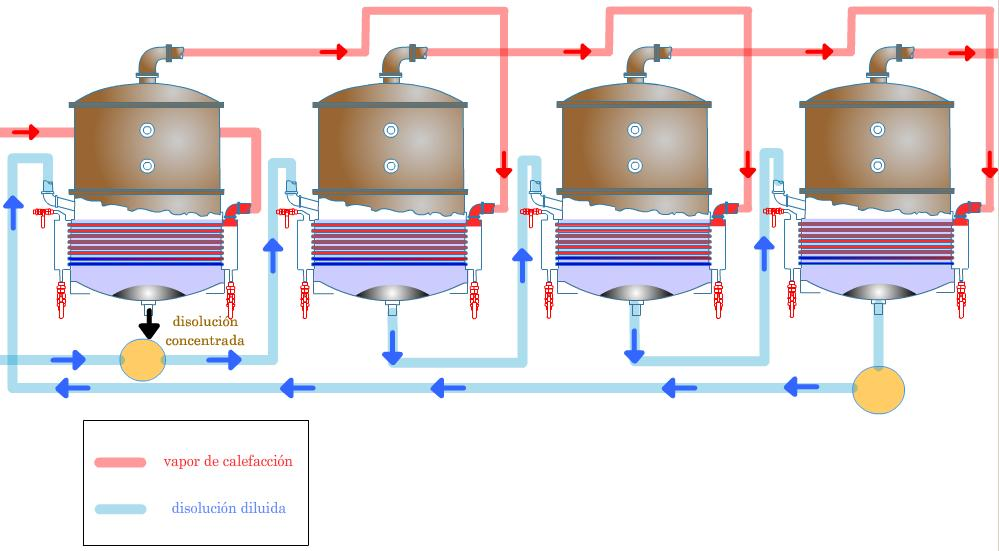 disolución
concentrada
vapor de calefacción
disolución diluida